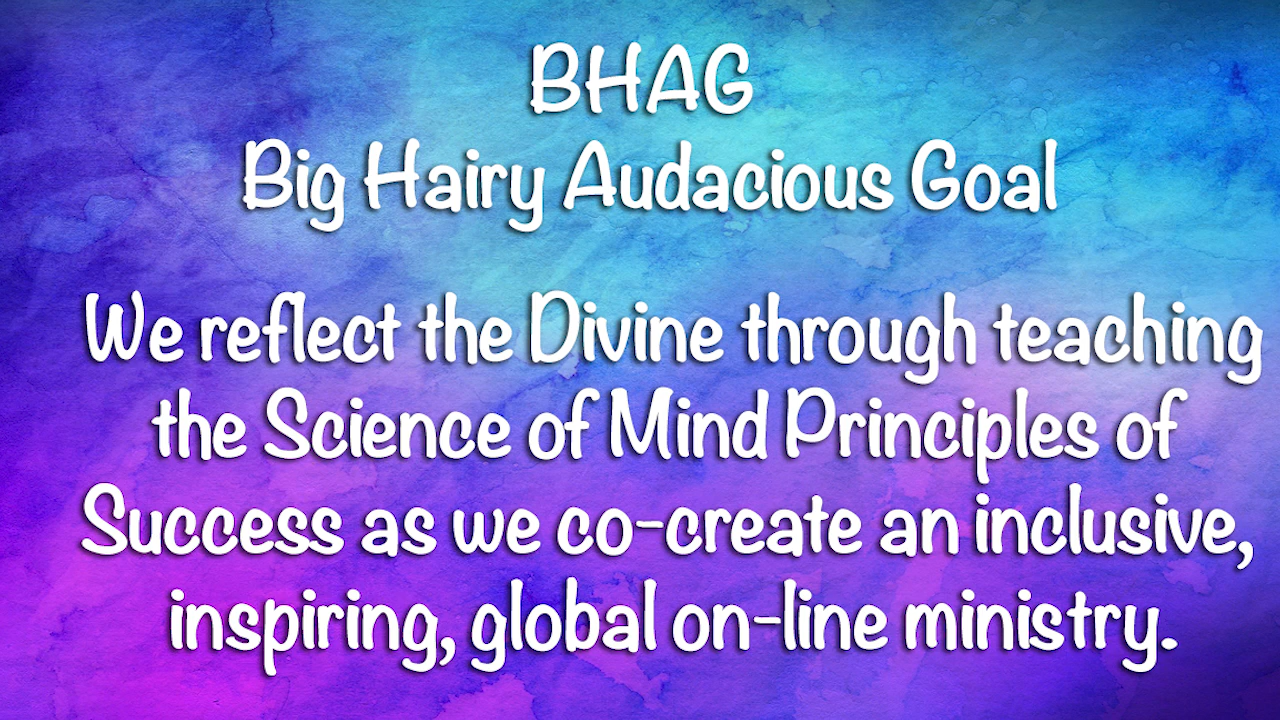 BHAG
Big Hairy Audacious Goal
We reflect the Divine through teaching
the Science of Mind Principles of
Success as we co-create an inclusive,
inspiring, global on-line ministry.